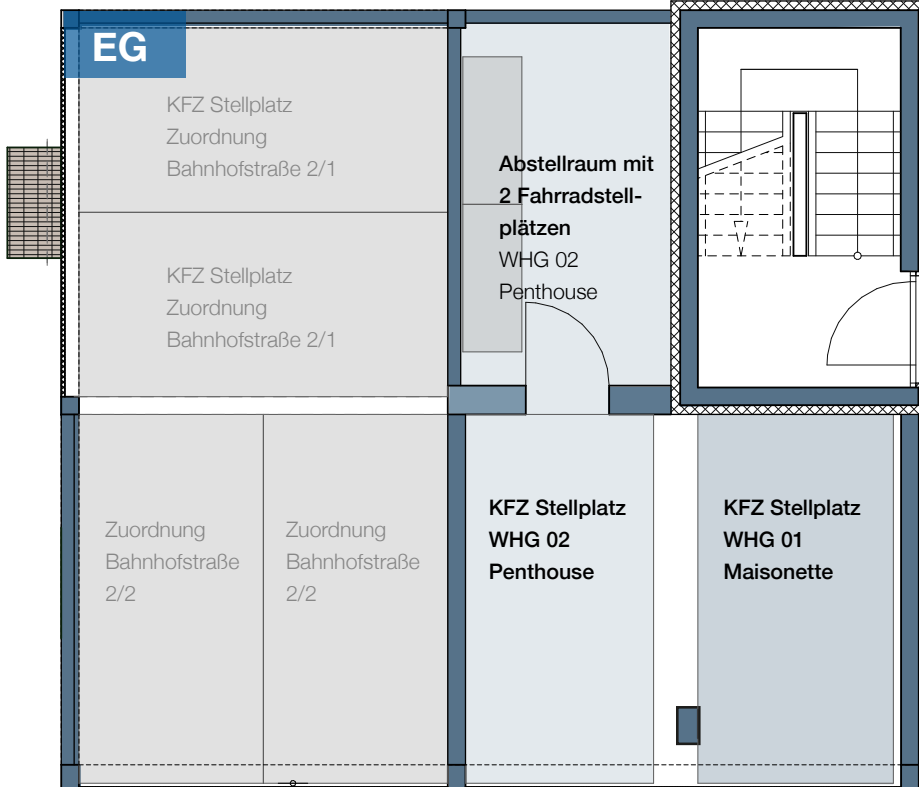 EG
KFZ Stellplatz
Zuordnung
Bahnhofstraße 2/1
KFZ Stellplatz
Zuordnung
Bahnhofstraße 2/1
Abstellraum mit
2 Fahrradstell-
plätzen
WHG 02
Penthouse
Zuordnung
Bahnhofstraße
2/2
Zuordnung
Bahnhofstraße
2/2
KFZ Stellplatz
WHG 02
Penthouse
KFZ Stellplatz
WHG 01
Maisonette